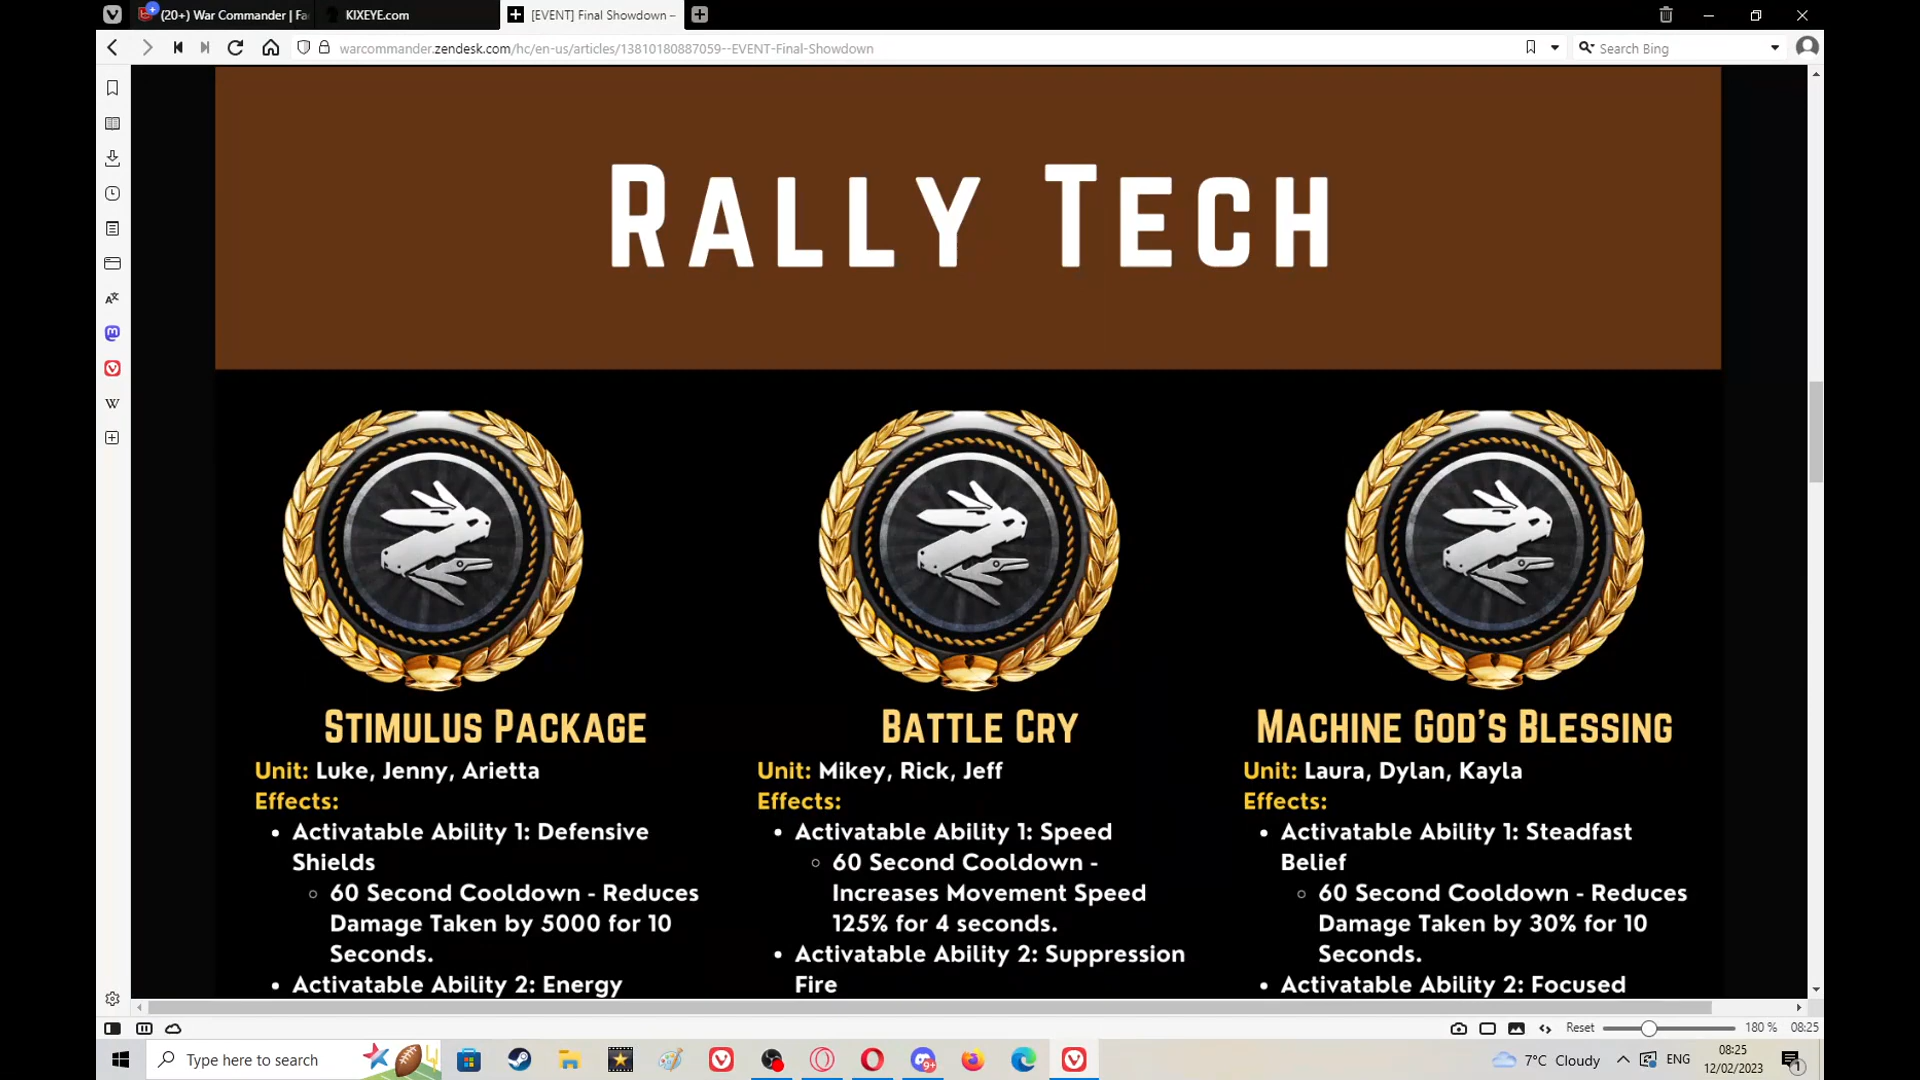 (20+) War Commander | Fa
KIXEYE.com
[EVENT] Final Showdown –
warcommander.zendesk.com/hc/en-us/articles/13810180887059--EVENT-Final-Showdown
Search Bing
RALLY TECH
STIMULUS PACKAGE
Unit: Luke, Jenny, Arietta
Effects:
• Activatable Ability 1: Defensive
Shields
◦ 60 Second Cooldown - Reduces
Damage Taken by 5000 for 10
Seconds.
• Activatable Ability 2: Energy
BATTLE CRY
Unit: Mikey, Rick, Jeff
Effects:
• Activatable Ability 1: Speed
◦ 60 Second Cooldown -
Increases Movement Speed
125% for 4 seconds.
• Activatable Ability 2: Suppression
Fire
MACHINE GOD'S BLESSING
Unit: Laura, Dylan, Kayla
Effects:
• Activatable Ability 1: Steadfast
Belief
◦ 60 Second Cooldown - Reduces
Damage Taken by 30% for 10
Seconds.
• Activatable Ability 2: Focused
Reset
180 %
08:25
Type here to search
9+
7°C Cloudy
ENG
08:25
12/02/2023
1